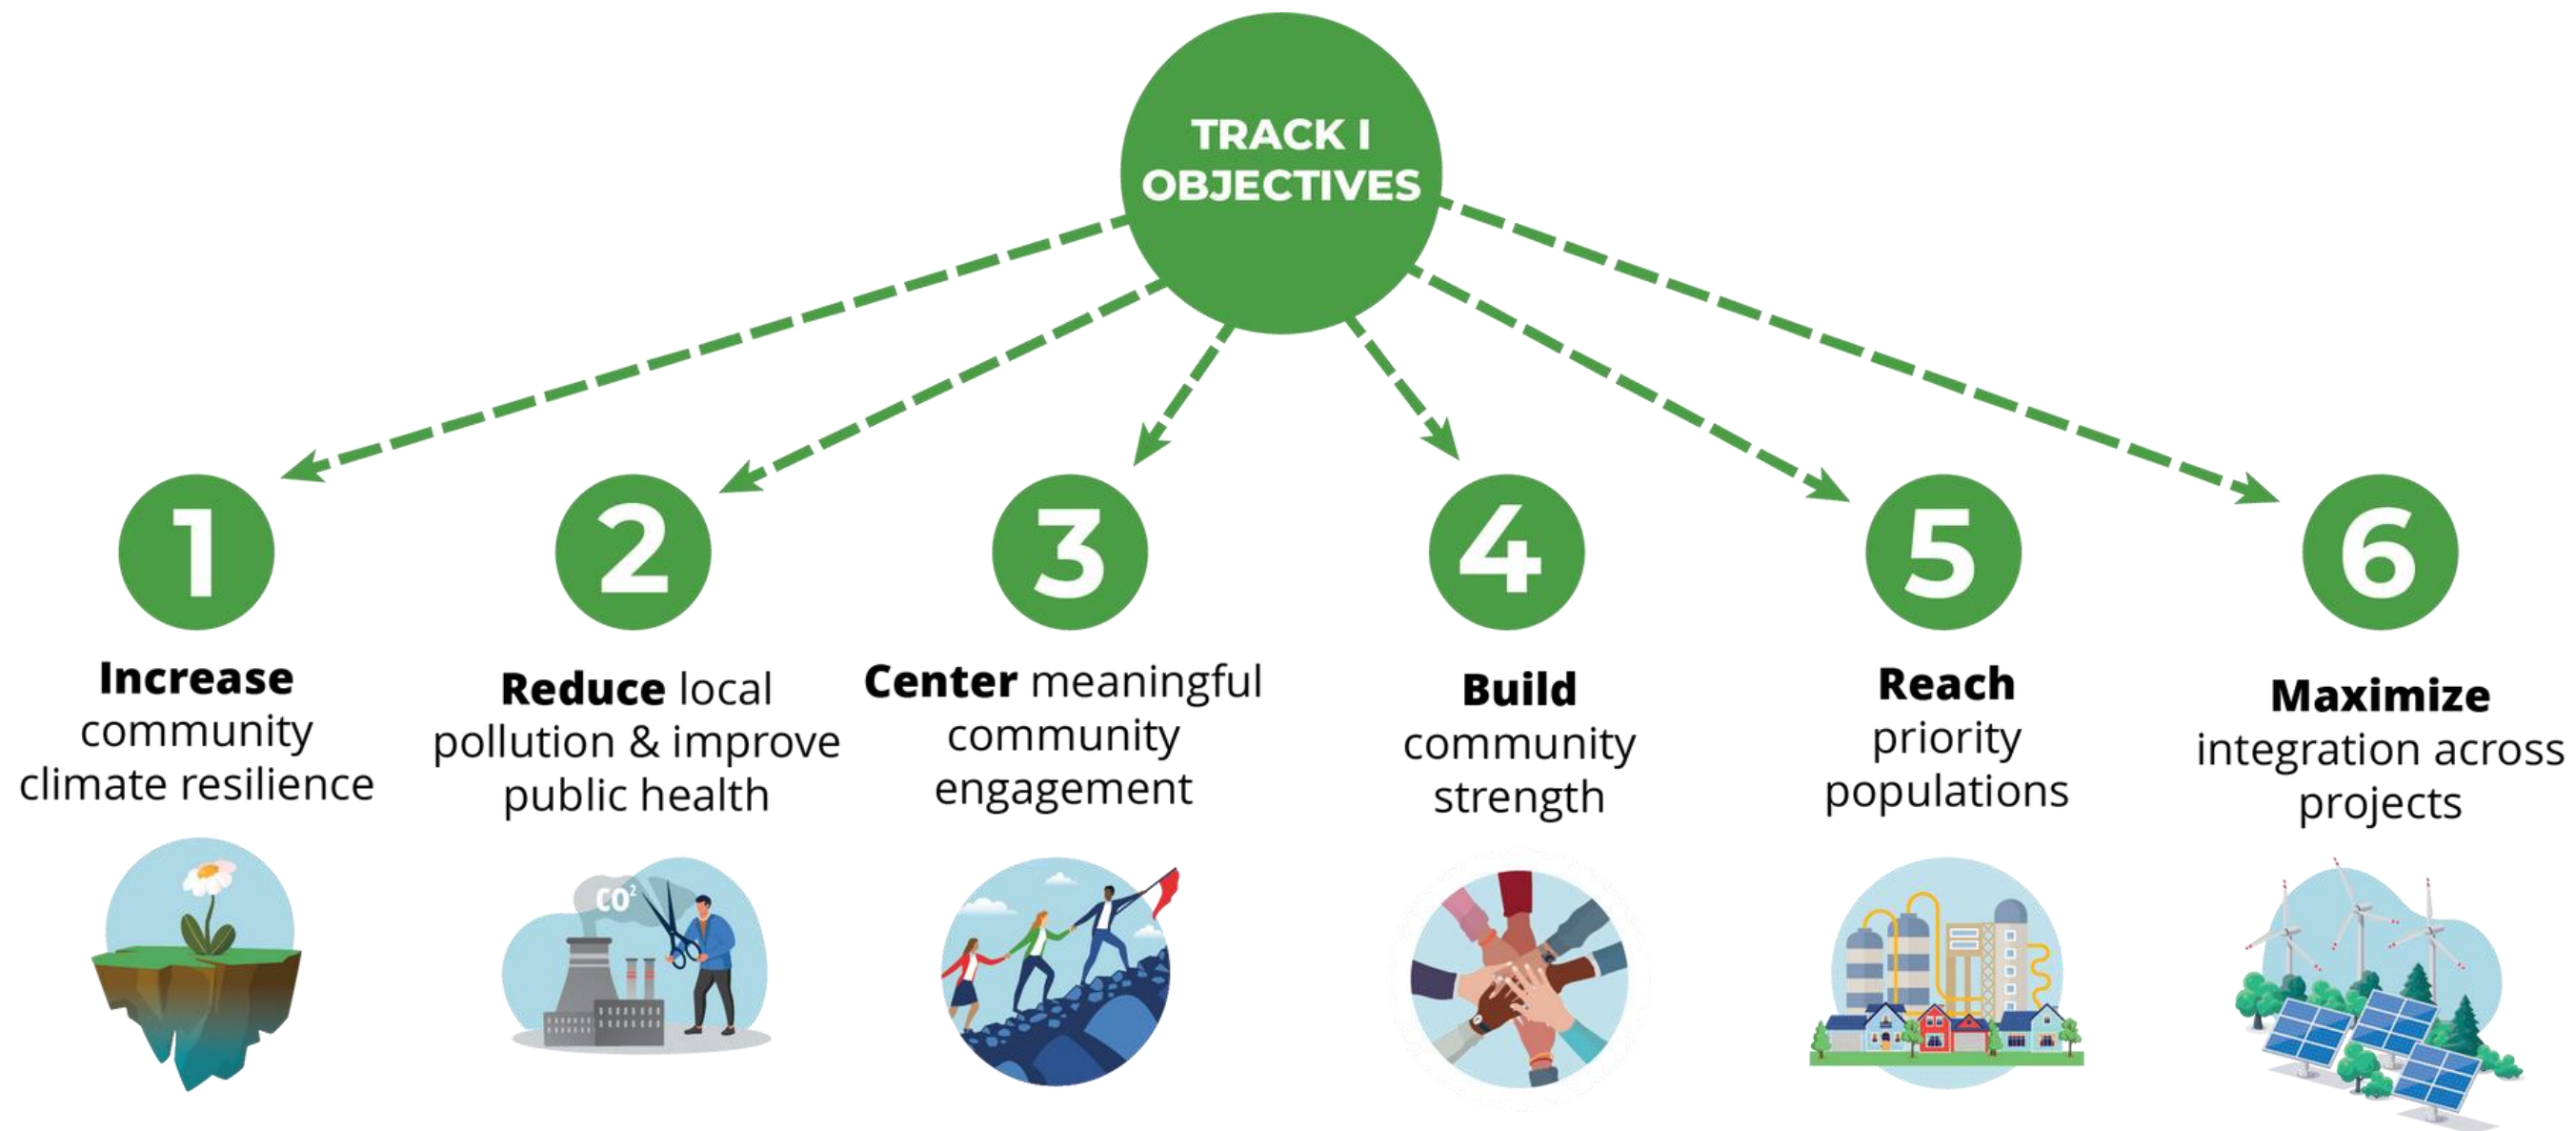 TRACK I
OBJECTIVES
1
Increase
community
climate resilience
2
Reduce local
pollution & improve
public health
CO²
3
Center meaningful
community
engagement
4
Build
community
strength
5
Reach
priority
populations
6
Maximize
integration across
projects